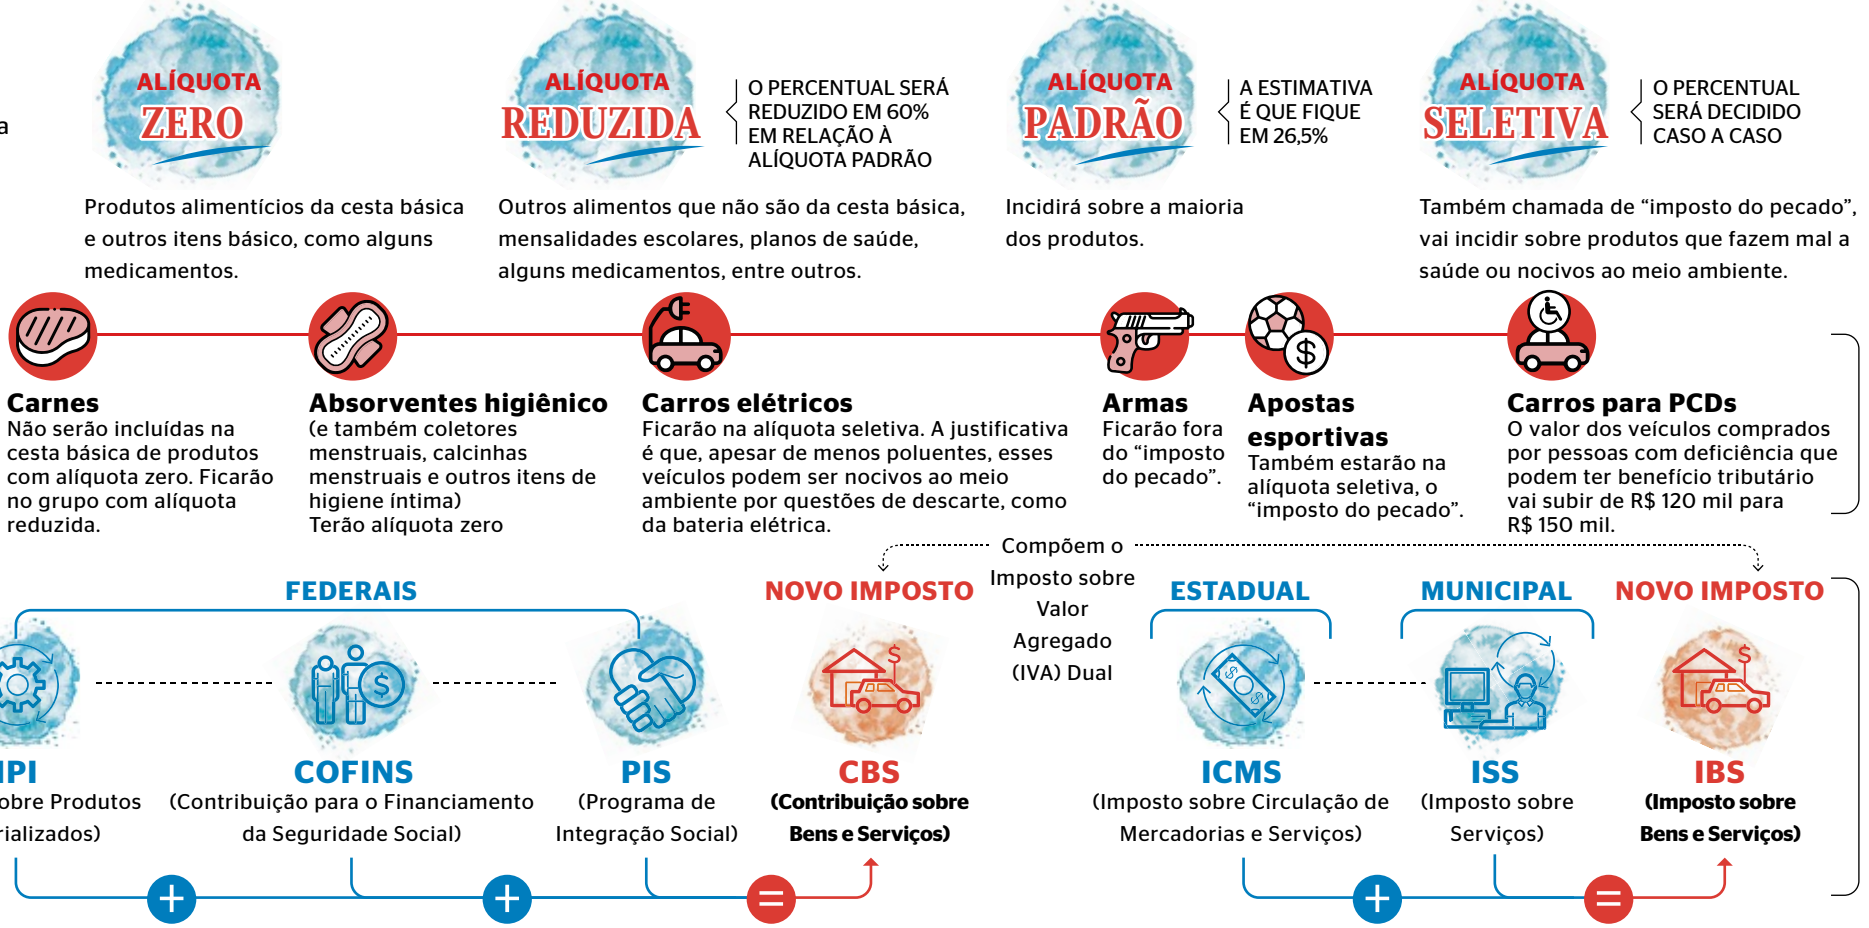 a
ALÍQUOTA
ZERO
Produtos alimentícios da cesta básica
e outros itens básico, como alguns
medicamentos.
ALÍQUOTA
REDUZIDA
O PERCENTUAL SERÁ
REDUZIDO EM 60%
EM RELAÇÃO À
ALÍQUOTA PADRÃO
Outros alimentos que não são da cesta básica,
mensalidades escolares, planos de saúde,
alguns medicamentos, entre outros.
ALÍQUOTA
PADRÃO
A ESTIMATIVA
É QUE FIQUE
EM 26,5%
Incidirá sobre a maioria
dos produtos.
ALÍQUOTA
SELETIVA
O PERCENTUAL
SERÁ DECIDIDO
CASO A CASO
Também chamada de “imposto do pecado”,
vai incidir sobre produtos que fazem mal a
saúde ou nocivos ao meio ambiente.
Carnes
Não serão incluídas na
cesta básica de produtos
com alíquota zero. Ficarão
no grupo com alíquota
reduzida.
Absorventes higiênico
(e também coletores
menstruais, calcinhas
menstruais e outros itens de
higiene íntima)
Terão alíquota zero
Carros elétricos
Ficarão na alíquota seletiva. A justificativa
é que, apesar de menos poluentes, esses
veículos podem ser nocivos ao meio
ambiente por questões de descarte, como
da bateria elétrica.
Armas
Ficarão fora
do “imposto
do pecado”.
$
Apostas
esportivas
Também estarão na
alíquota seletiva, o
“imposto do pecado”.
Carros para PCDs
O valor dos veículos comprados
por pessoas com deficiência que
podem ter benefício tributário
vai subir de R$ 120 mil para
R$ 150 mil.
FEDERAIS
IPI
obre Produtos
rializados)
+
$
COFINS
(Contribuição para o Financiamento
da Seguridade Social)
+
PIS
(Programa de
Integração Social)
=
NOVO IMPOSTO
$
CBS
(Contribuição sobre
Bens e Serviços)
Compõem o
Imposto sobre
Valor
Agregado
(IVA) Dual
ESTADUAL
$ $
ICMS
(Imposto sobre Circulação de
Mercadorias e Serviços)
+
MUNICIPAL
ISS
(Imposto sobre
Serviços)
=
NOVO IMPOSTO
$
IBS
(Imposto sobre
Bens e Serviços)